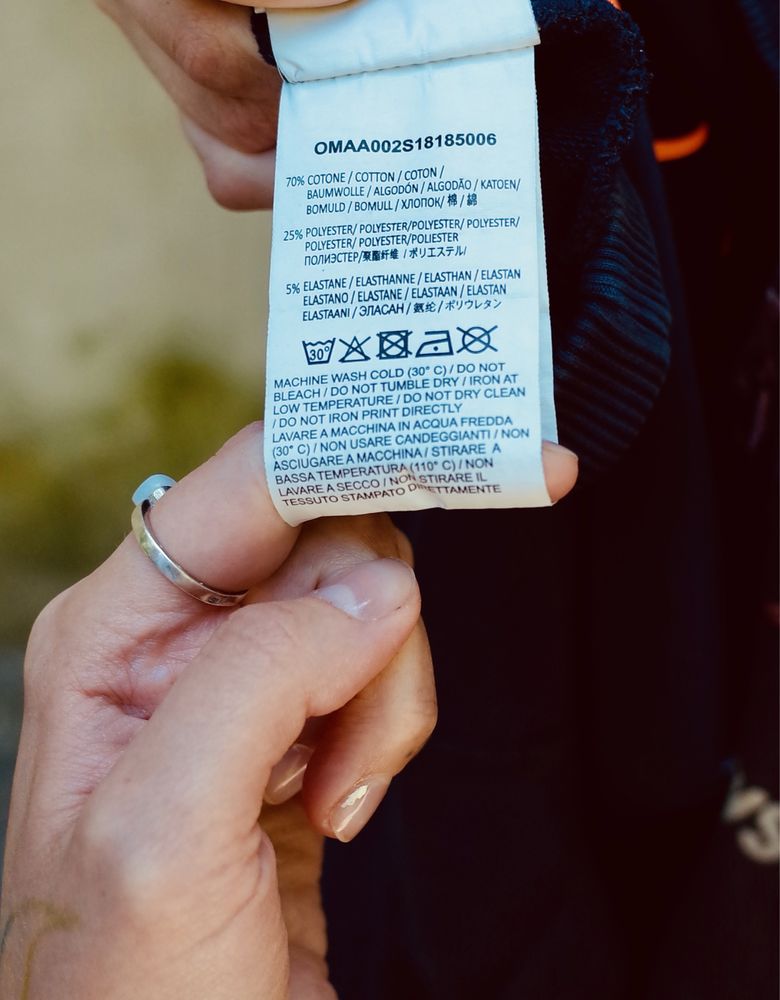 OMAA002S18185006
70% COTONE / COTTON / COTON /
BAUMWOLLE / ALGODÓN / ALGODÃO / KATOEN/
BOMULD / BOMULL / ХЛОПОК/ 棉 / 綿
25% POLYESTER/ POLYESTER/POLYESTER/ POLYESTER/
POLYESTER/ POLYESTER/POLIESTER
ПОЛИЭСТЕР/聚酯纤维 / ポリエステル/
5% ELASTANE / ELASTHANNE / ELASTHAN / ELASTAN
ELASTANO / ELASTANE / ELASTAAN / ELASTAN
ELASTAANI / ЭЛАСАН / 氨纶 / ポリウレタン
30°
MACHINE WASH COLD (30° C) / DO NOT
BLEACH / DO NOT TUMBLE DRY / IRON AT
LOW TEMPERATURE / DO NOT DRY CLEAN
/ DO NOT IRON PRINT DIRECTLY
LAVARE A MACCHINA IN ACQUA FREDDA
(30° C) / NON USARE CANDEGGIANTI / NON
ASCIUGARE A MACCHINA / STIRARE A
BASSA TEMPERATURA (110° C) / NON
LAVARE A SECCO / NON STIRARE IL
TESSUTO STAMPATO DIRETTAMENTE